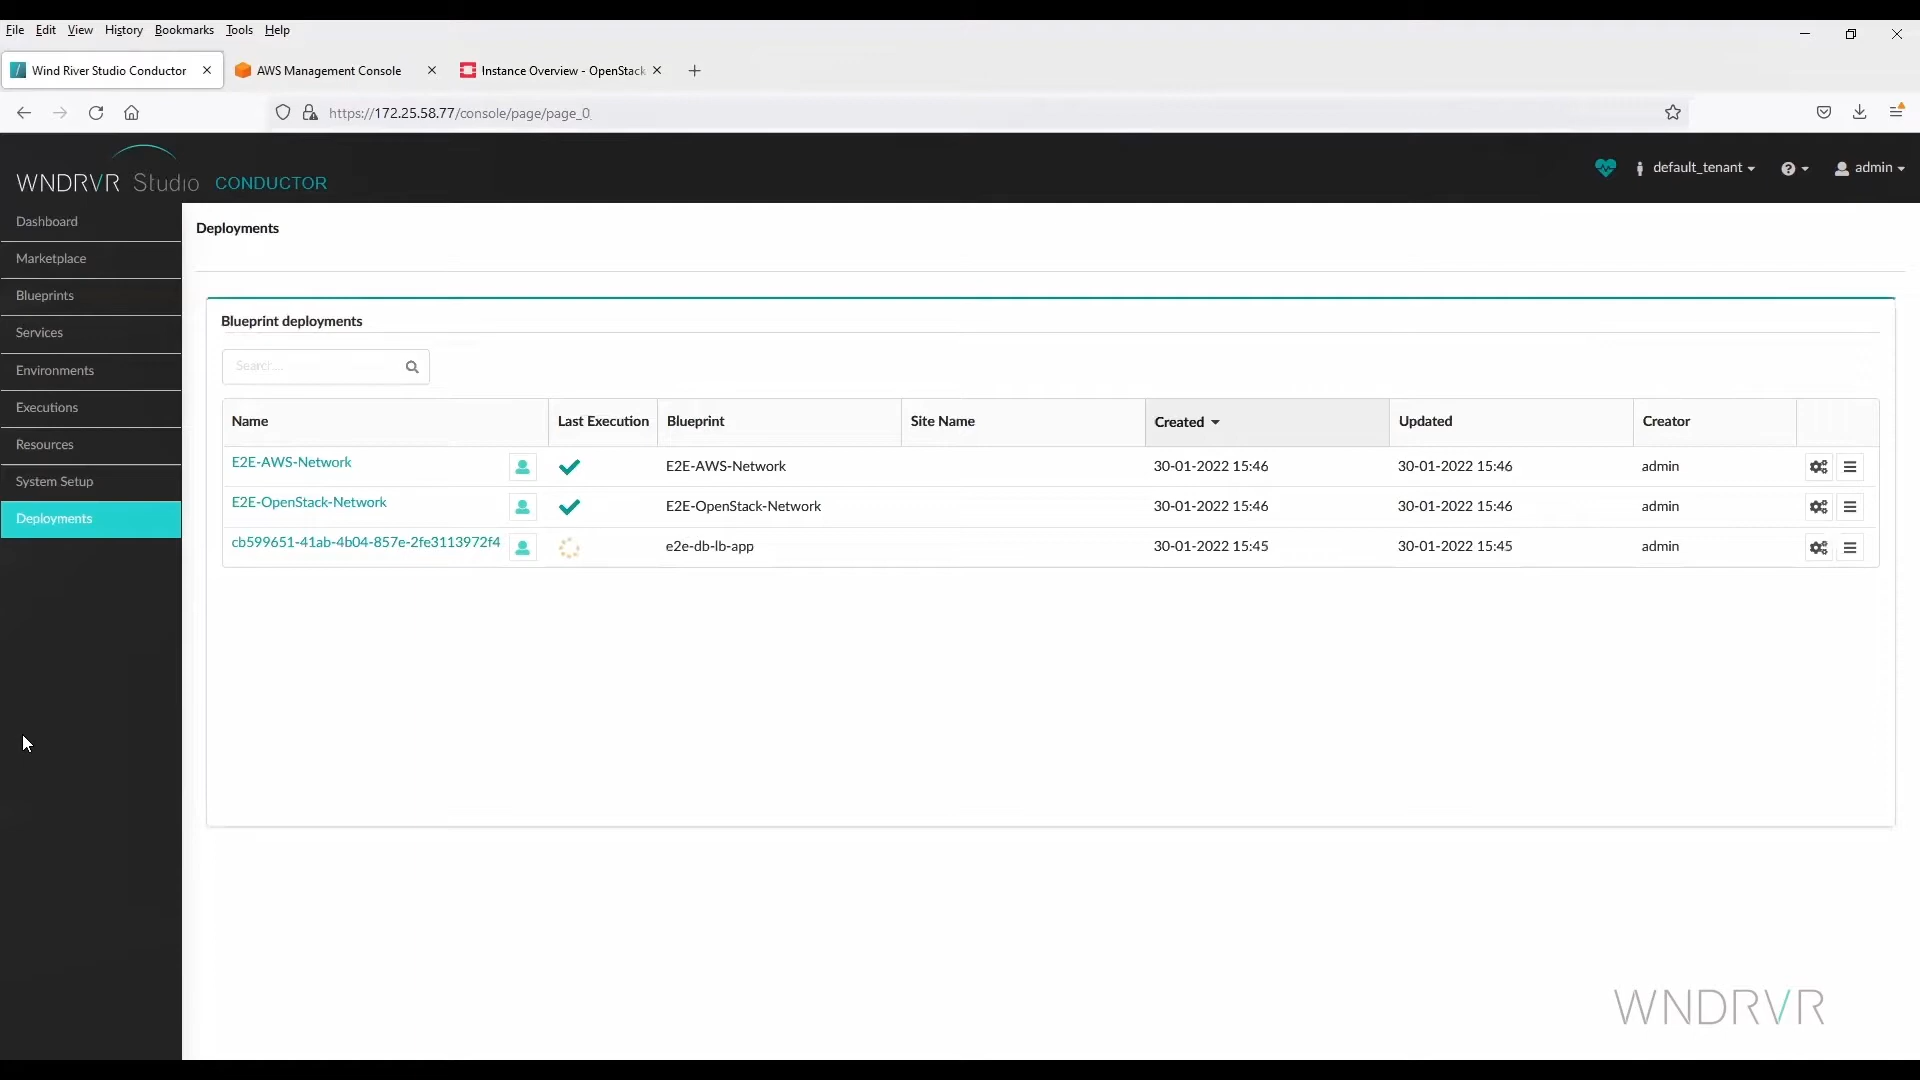 File Edit View History Bookmarks Tools Help
Wind River Studio Conductor AWS Management Console Instance Overview - OpenStack
https://172.25.58.77/console/page/page_0
WNDRVR Studio CONDUCTOR default_tenant admin
Dashboard
Marketplace
Blueprints
Services
Environments
Executions
Resources
System Setup
Deployments
Deployments
Blueprint deployments
Search...
Name Last Execution Blueprint Site Name Created Updated Creator
E2E-AWS-Network E2E-AWS-Network 30-01-2022 15:46 30-01-2022 15:46 admin
E2E-OpenStack-Network E2E-OpenStack-Network 30-01-2022 15:46 30-01-2022 15:46 admin
cb599651-41ab-4b04-857e-2fe3113972f4 e2e-db-lb-app 30-01-2022 15:45 30-01-2022 15:45 admin
WNDRVR